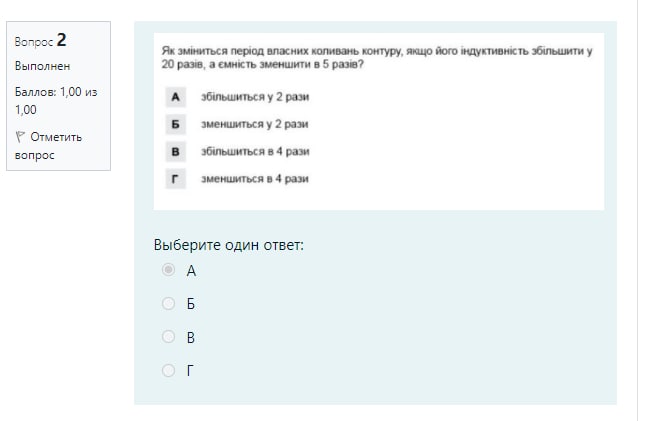 Вопрос 2
Выполнен
Баллов: 1,00 из
1,00
Отметить
вопрос
Як зміниться період власних коливань контуру, якщо його індуктивність збільшити у
20 разів, а ємність зменшити в 5 разів?
А збільшиться у 2 рази
Б зменшиться у 2 рази
В збільшиться в 4 рази
Г зменшиться в 4 рази
Выберите один ответ:
А
Б
В
Г